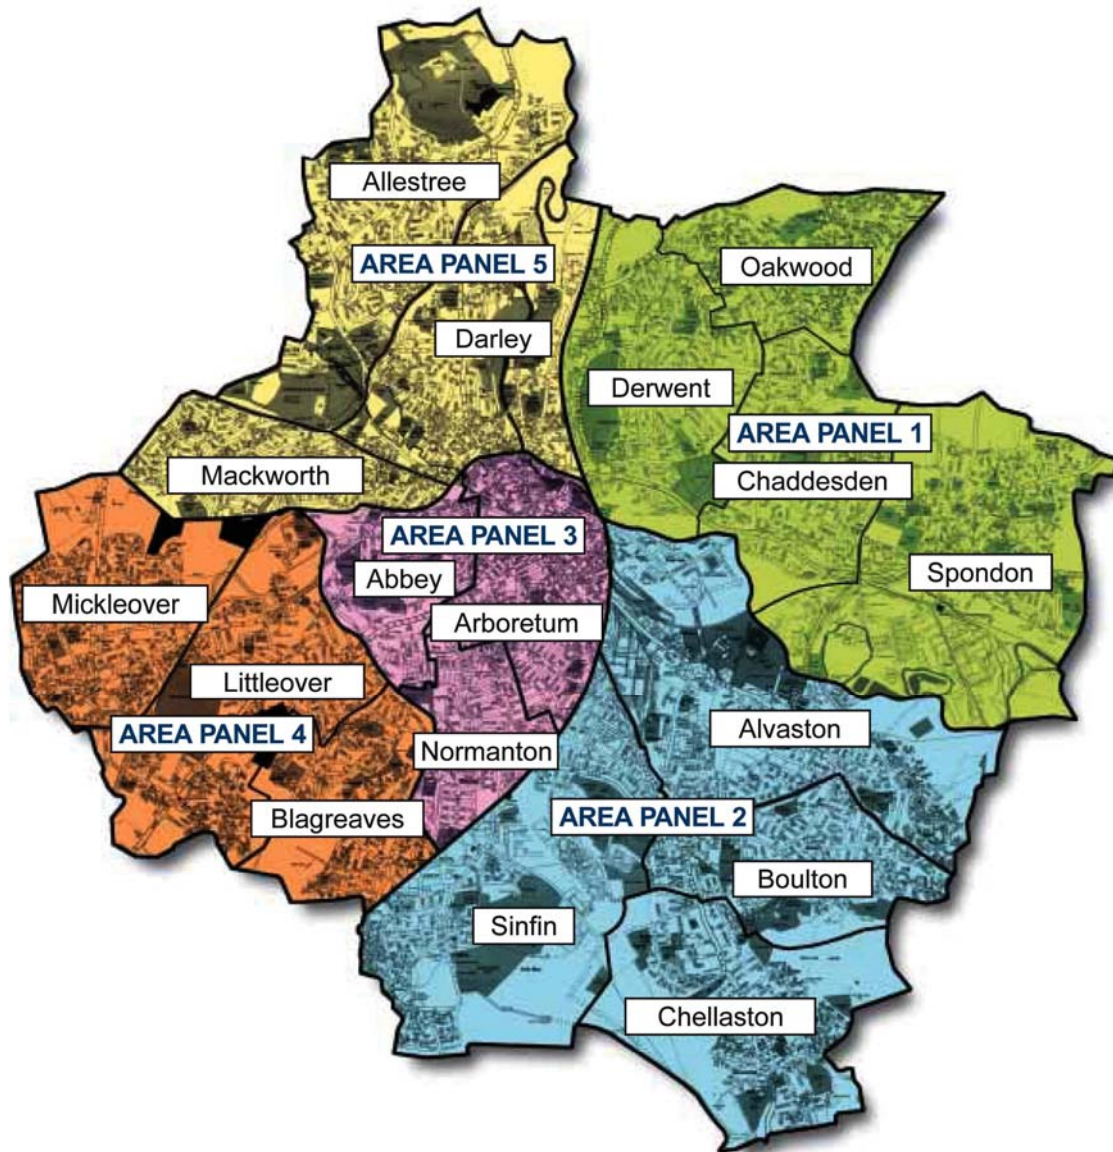 Allestree
AREA PANEL 5
Oakwood
Darley
Derwent
AREA PANEL 1
Mackworth
Chaddesden
AREA PANEL 3
Abbey
Spondon
Mickleover
Arboretum
Littleover
AREA PANEL 4
Alvaston
Normanton
Blagreaves
AREA PANEL 2
Boulton
Sinfin
Chellaston